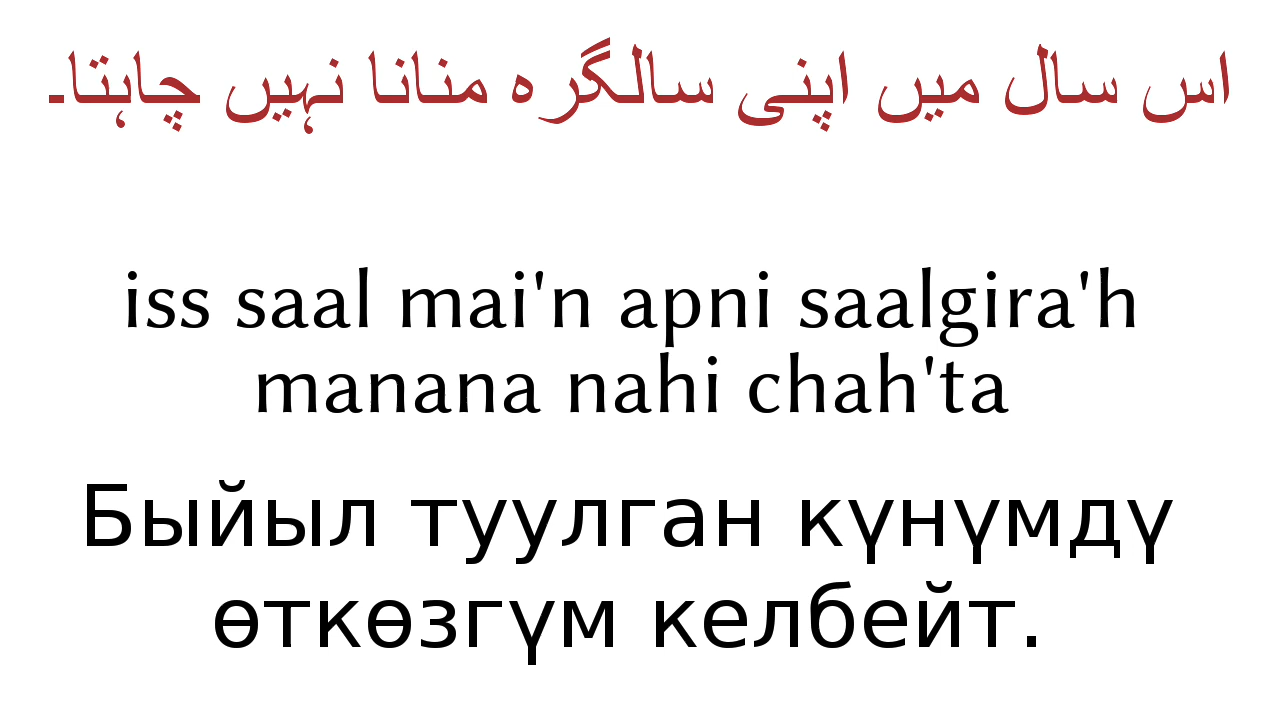 اس سال میں اپنی سالگرہ منانا نہیں چاہتا۔
iss saal mai'n apni saalgira'h
manana nahi chah'ta
Быйыл туулган күнүмдү
өткөзгүм келбейт.